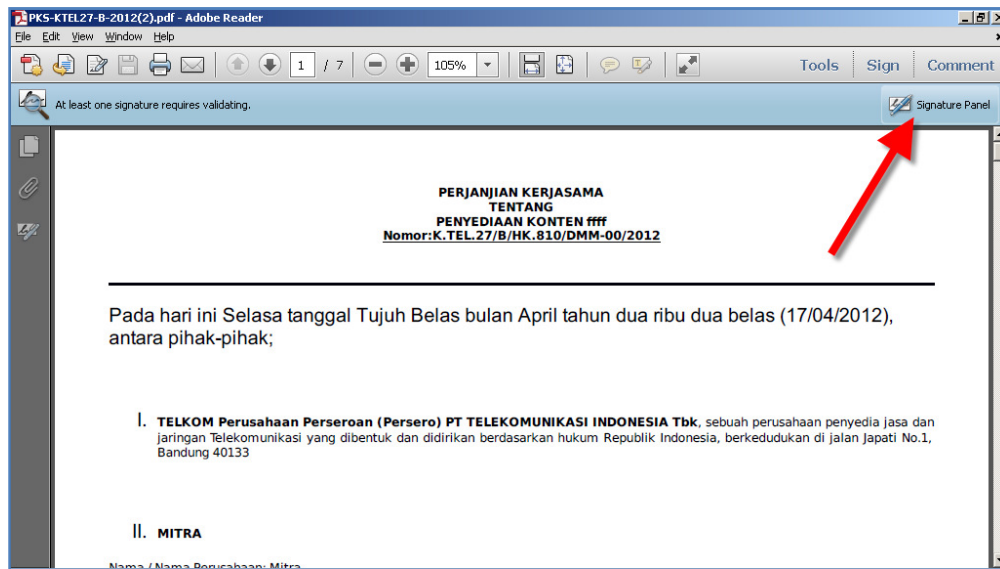 PKS-KTEL27-B-2012(2).pdf - Adobe Reader
File Edit View Window Help
1 / 7 105% Tools Sign Comment
At least one signature requires validating. Signature Panel
PERJANJIAN KERJASAMA
TENTANG
PENYEDIAAN KONTEN ffff
Nomor:K.TEL.27/B/HK.810/DMM-00/2012
Pada hari ini Selasa tanggal Tujuh Belas bulan April tahun dua ribu dua belas (17/04/2012),
antara pihak-pihak;
I. TELKOM Perusahaan Perseroan (Persero) PT TELEKOMUNIKASI INDONESIA Tbk, sebuah perusahaan penyedia jasa dan
jaringan Telekomunikasi yang dibentuk dan didirikan berdasarkan hukum Republik Indonesia, berkedudukan di jalan Japati No.1,
Bandung 40133
II. MITRA
Nama / Nama Perusahaan: Mitra